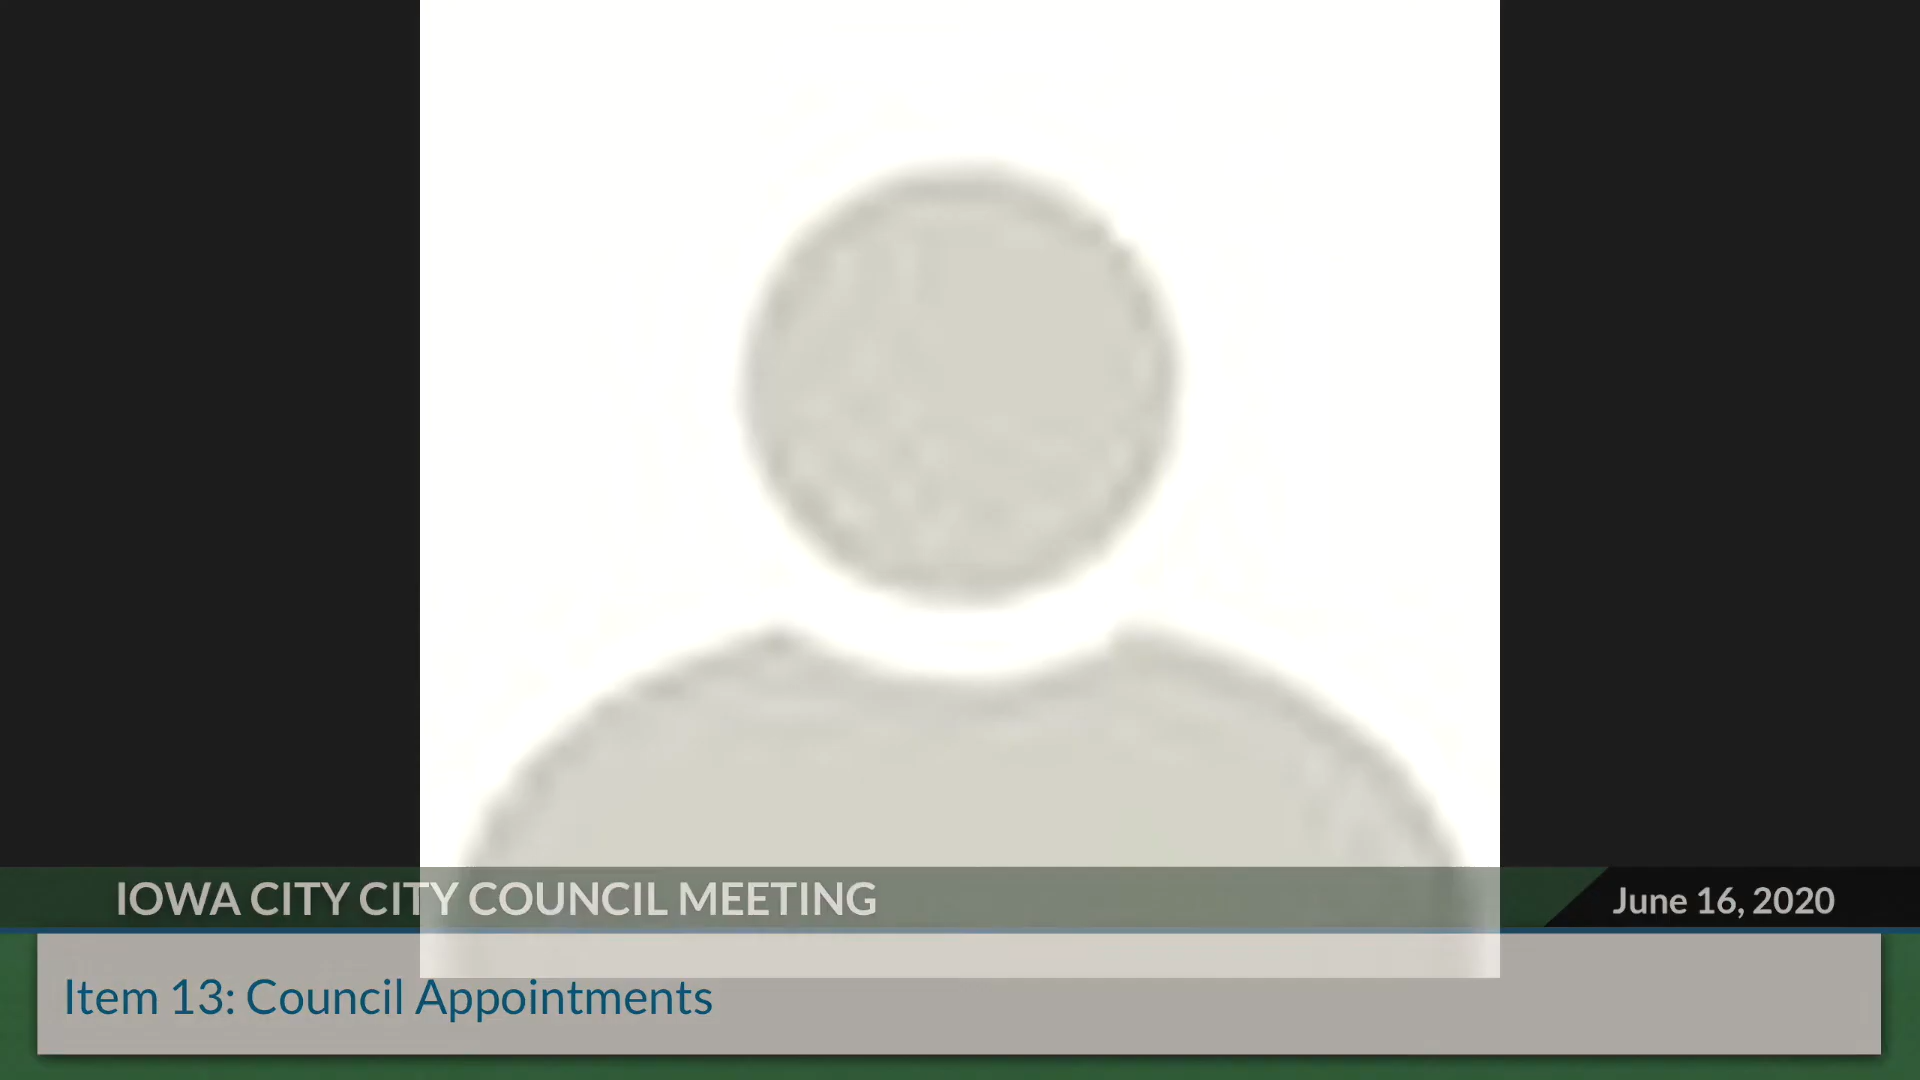 IOWA CITY CITY COUNCIL MEETING
June 16, 2020
Item 13: Council Appointments